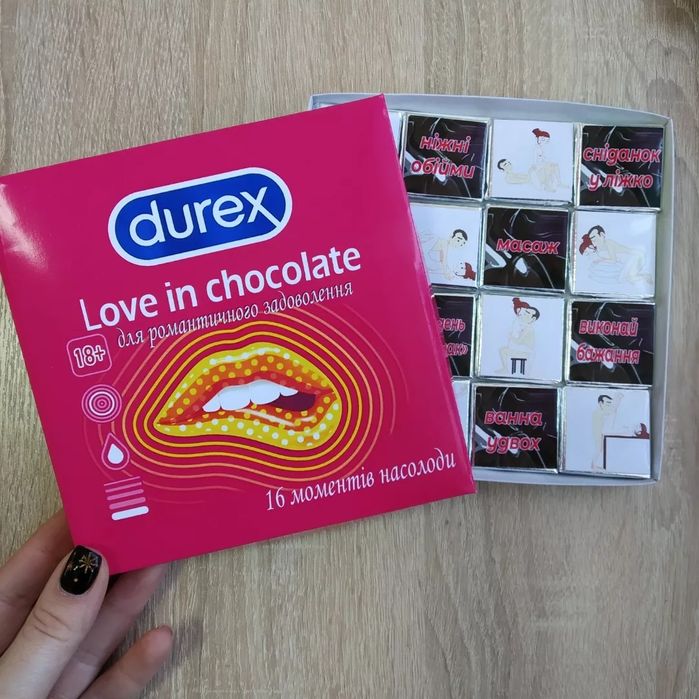 durex
Love in chocolate
для романтичного задоволення
18+
16 моментів насолоди
ніжні
обійми
сніданок
у ліжко
масаж
виконай
бажання
ванна
удвох